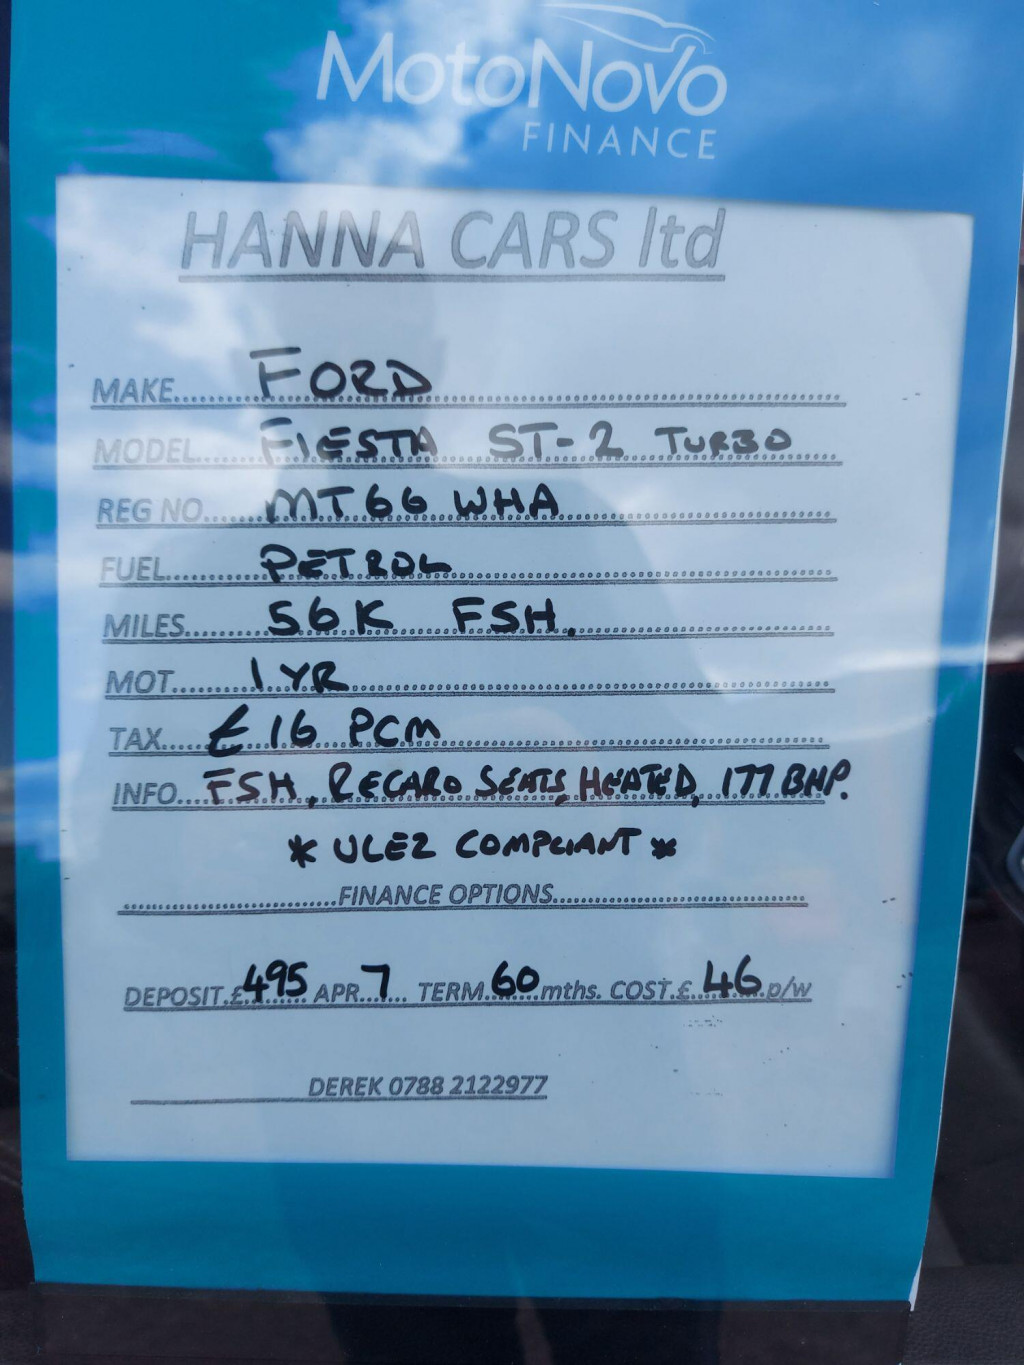 MotoNovo
FINANCE
HANNA CARS ltd
MAKE.....FORD.....
MODEL.....FIESTA ST-2 TURBO.....
REG NO.....MT66 WHA.....
FUEL.....PETROL.....
MILES.....56K FSH.....
MOT.....1 YR.....
TAX.....£16 PCM.....
INFO.....FSH, RECARO SEATS, HEATED, 177 BHP.
* ULEZ COMPLIANT *
.....FINANCE OPTIONS.....
DEPOSIT.£495..... APR.7..... TERM.60...mths. COST.£...46...p/w
DEREK 0788 2122977